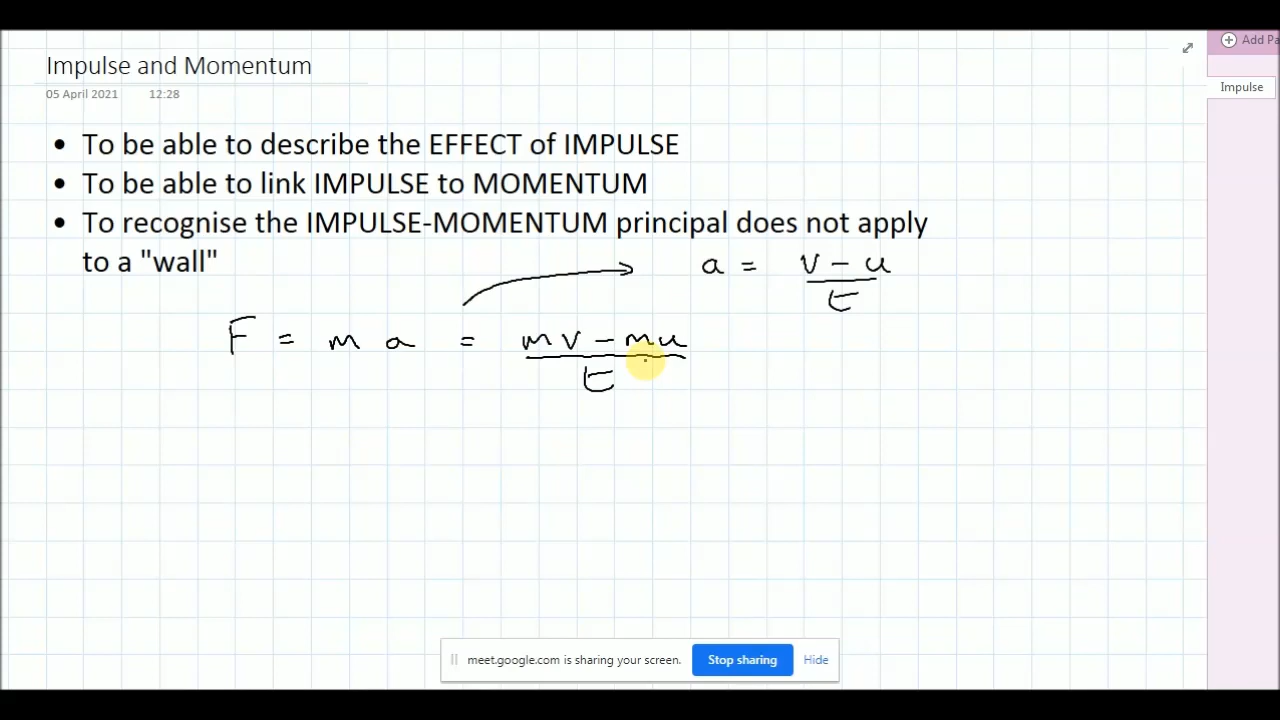 Add Pa
Impulse and Momentum
05 April 2021 12:28
Impulse
• To be able to describe the EFFECT of IMPULSE
• To be able to link IMPULSE to MOMENTUM
• To recognise the IMPULSE-MOMENTUM principal does not apply
to a "wall"
a = v - u
t
F = m a = mv - mu
t
meet.google.com is sharing your screen. Stop sharing Hide